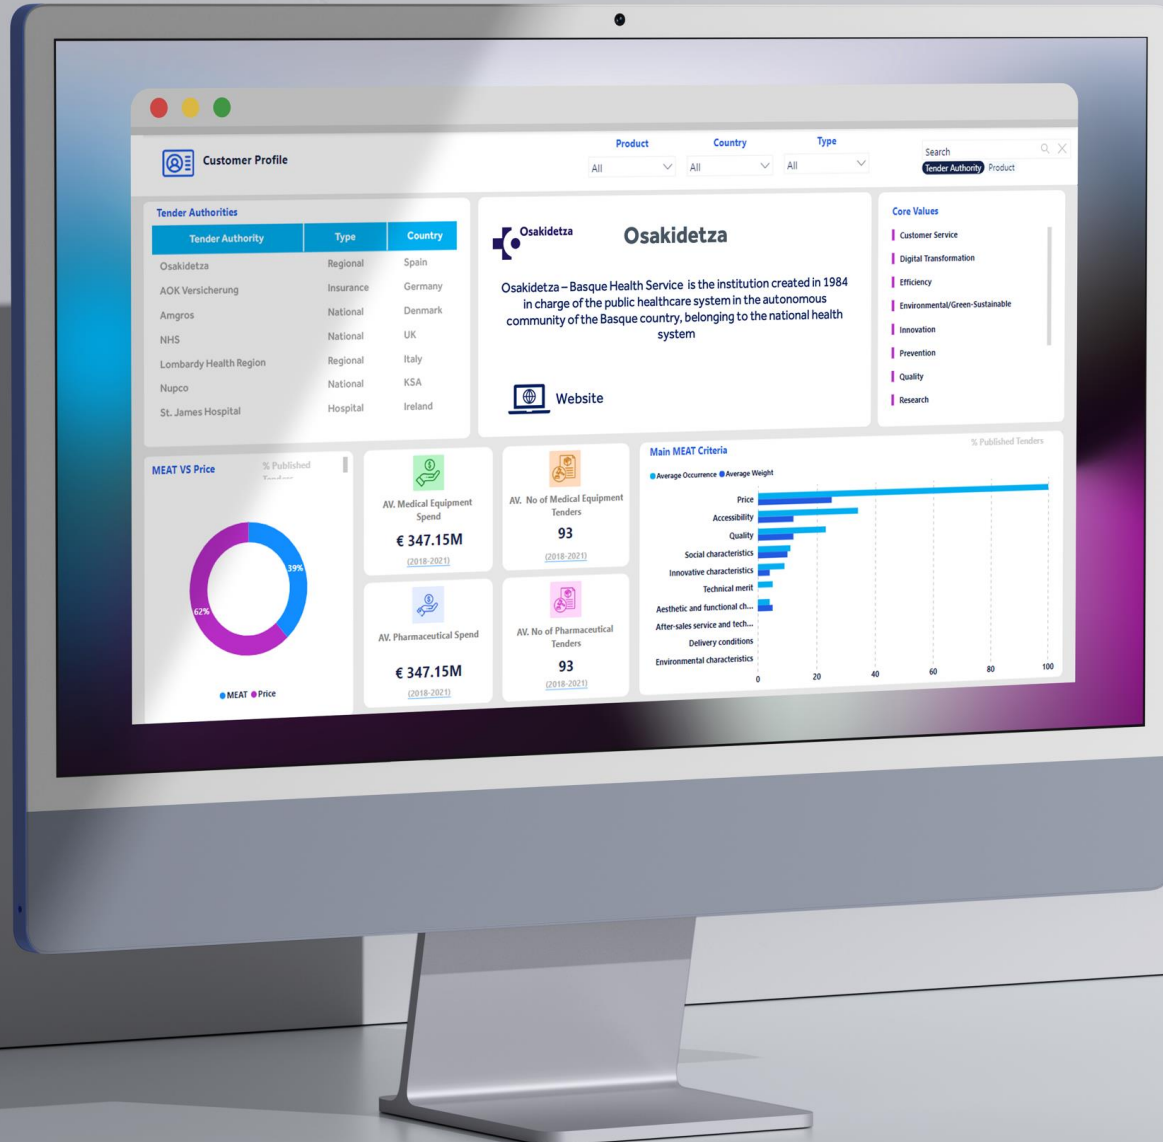 Customer Profile
Product
Country
Type
All
All
All
Search
Tender Authority Product
Tender Authorities
Tender Authority Type Country
Osakidetza Regional Spain
AOK Versicherung Insurance Germany
Amgros National Denmark
NHS National UK
Lombardy Health Region Regional Italy
Nupco National KSA
St. James Hospital Hospital Ireland
Osakidetza
Osakidetza
Osakidetza – Basque Health Service is the institution created in 1984
in charge of the public healthcare system in the autonomous
community of the Basque country, belonging to the national health
system
Website
Core Values
Customer Service
Digital Transformation
Efficiency
Environmental/Green-Sustainable
Innovation
Prevention
Quality
Research
MEAT VS Price
% Published
39%
62%
MEAT Price
AV. Medical Equipment
Spend
€ 347.15M
(2018-2021)
AV. No of Medical Equipment
Tenders
93
(2018-2021)
AV. Pharmaceutical Spend
€ 347.15M
(2018-2021)
AV. No of Pharmaceutical
Tenders
93
(2018-2021)
Main MEAT Criteria
% Published Tenders
Average Occurrence Average Weight
Price
Accessibility
Quality
Social characteristics
Innovative characteristics
Technical merit
Aesthetic and functional ch...
After-sales service and tech...
Delivery conditions
Environmental characteristics
0 20 40 60 80 100